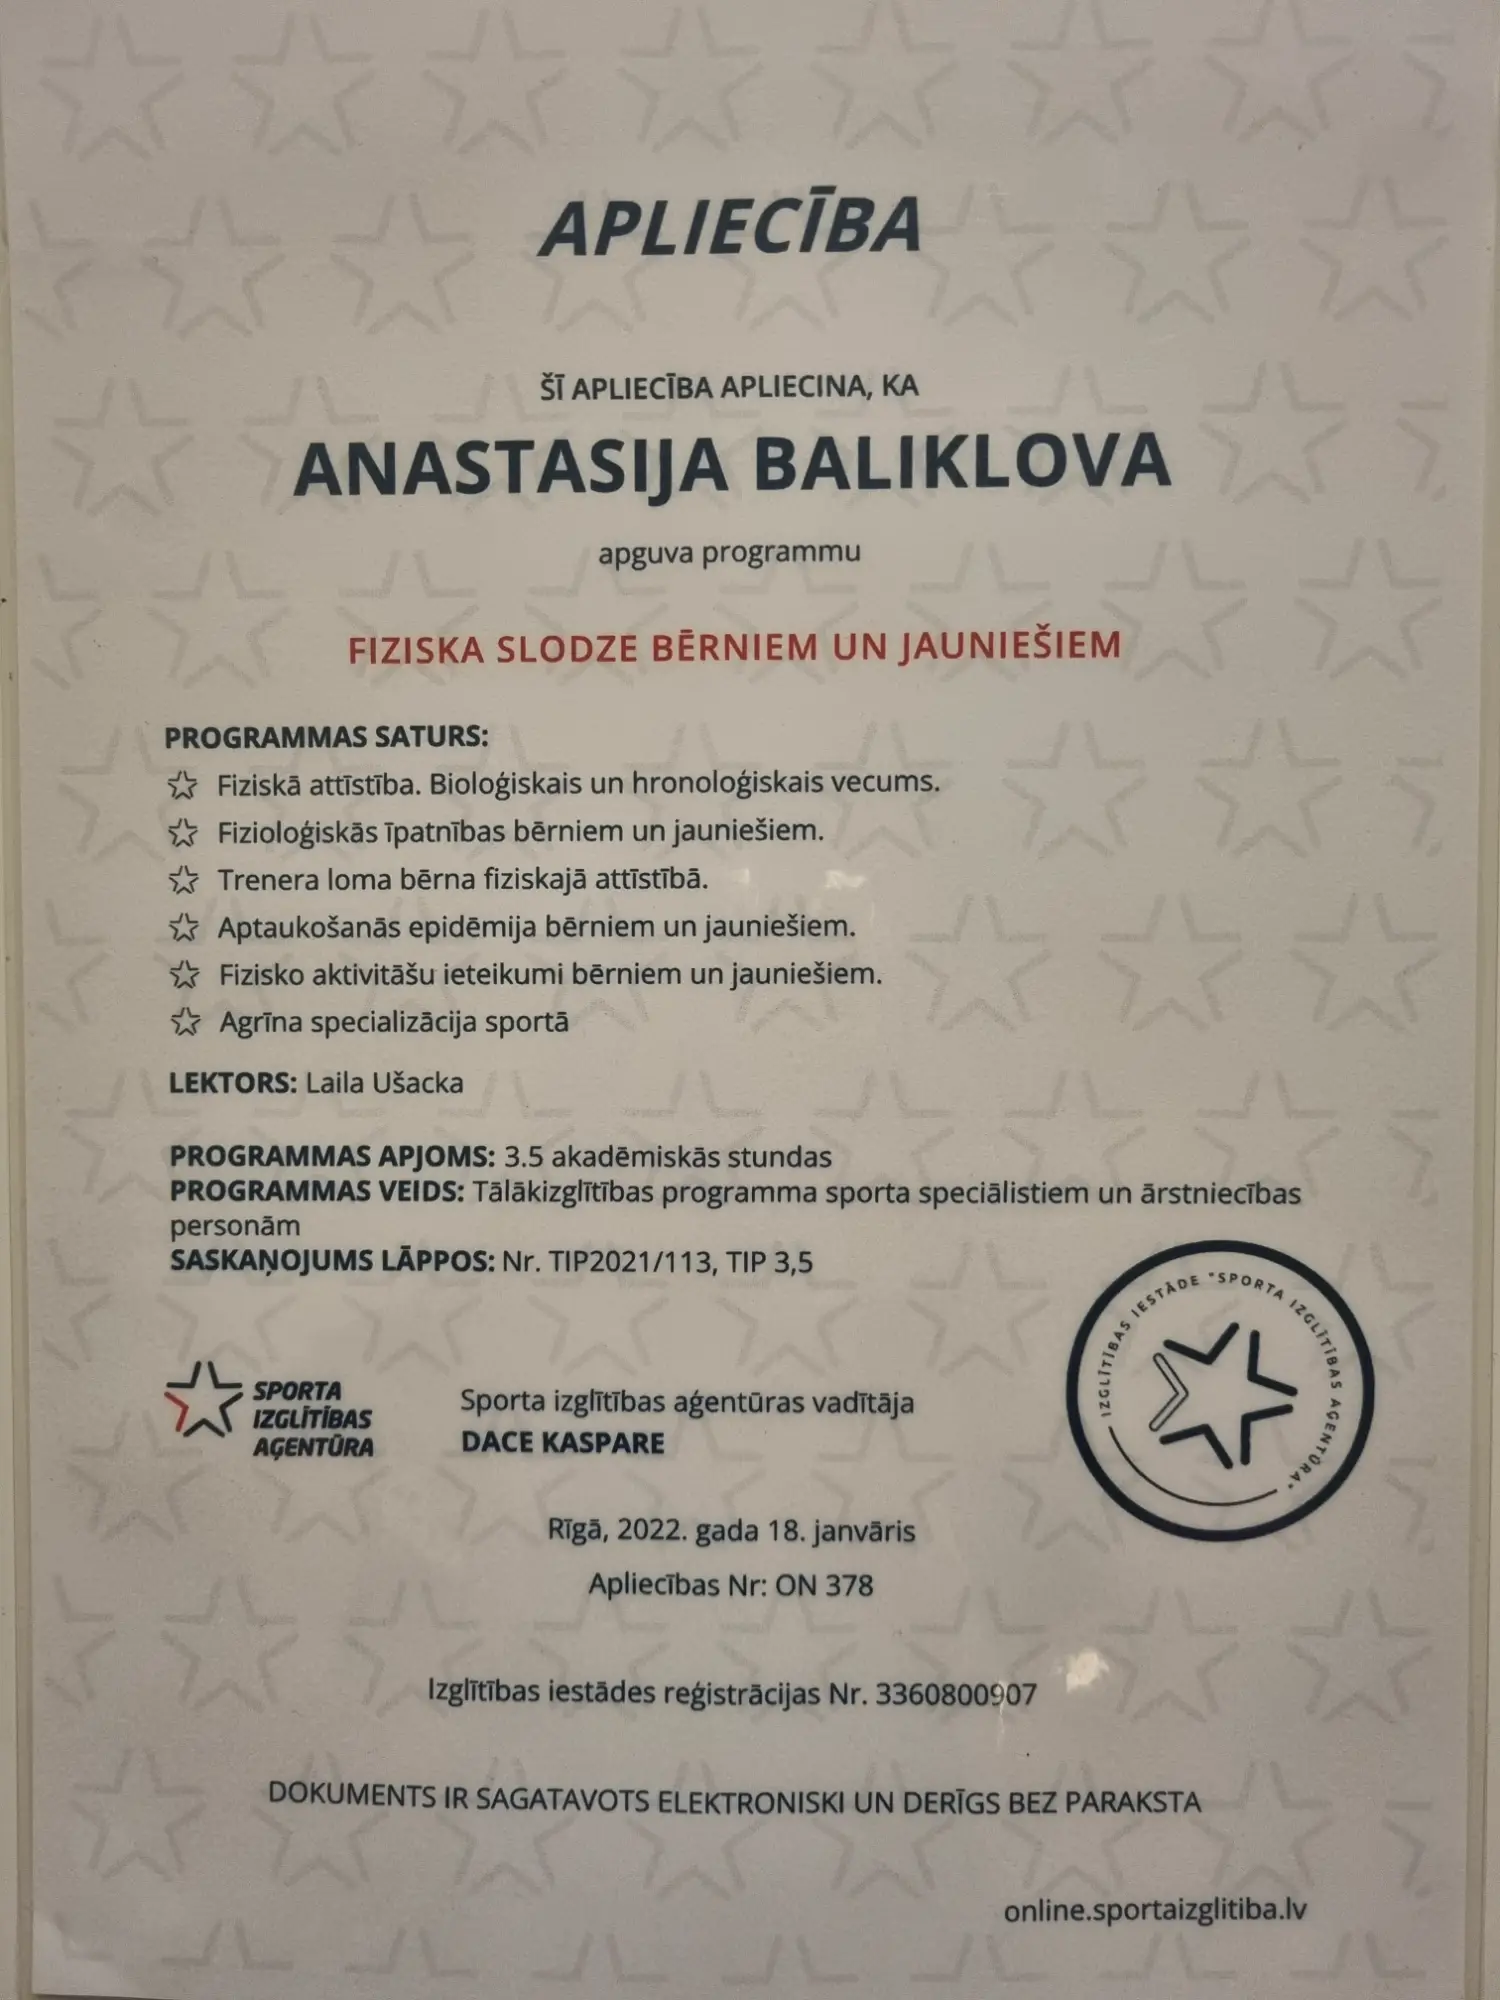 APLIECĪBA
ŠĪ APLIECĪBA APLIECINA, KA
ANASTASIJA BALIKLOVA
apguva programmu
FIZISKA SLODZE BĒRNIEM UN JAUNIEŠIEM
PROGRAMMAS SATURS:
Fiziskā attīstība. Bioloģiskais un hronoloģiskais vecums.
Fizioloģiskās īpatnības bērniem un jauniešiem.
Trenera loma bērna fiziskajā attīstībā.
Aptaukošanās epidēmija bērniem un jauniešiem.
Fizisko aktivitāšu ieteikumi bērniem un jauniešiem.
Agrīna specializācija sportā
LEKTORS: Laila Ušacka
PROGRAMMAS APJOMS: 3.5 akadēmiskās stundas
PROGRAMMAS VEIDS: Tālākizglītības programma sporta speciālistiem un ārstniecības
personām
SASKAŅOJUMS LĀPPOS: Nr. TIP2021/113, TIP 3,5
IZGLĪTĪBAS IESTĀDE "SPORTA IZGLĪTĪBAS AĢENTŪRA"
SPORTA
IZGLĪTĪBAS
AĢENTŪRA
Sporta izglītības aģentūras vadītāja
DACE KASPARE
Rīgā, 2022. gada 18. janvāris
Apliecības Nr: ON 378
Izglītības iestādes reģistrācijas Nr. 3360800907
DOKUMENTS IR SAGATAVOTS ELEKTRONISKI UN DERĪGS BEZ PARAKSTA
online.sportaizglitiba.lv